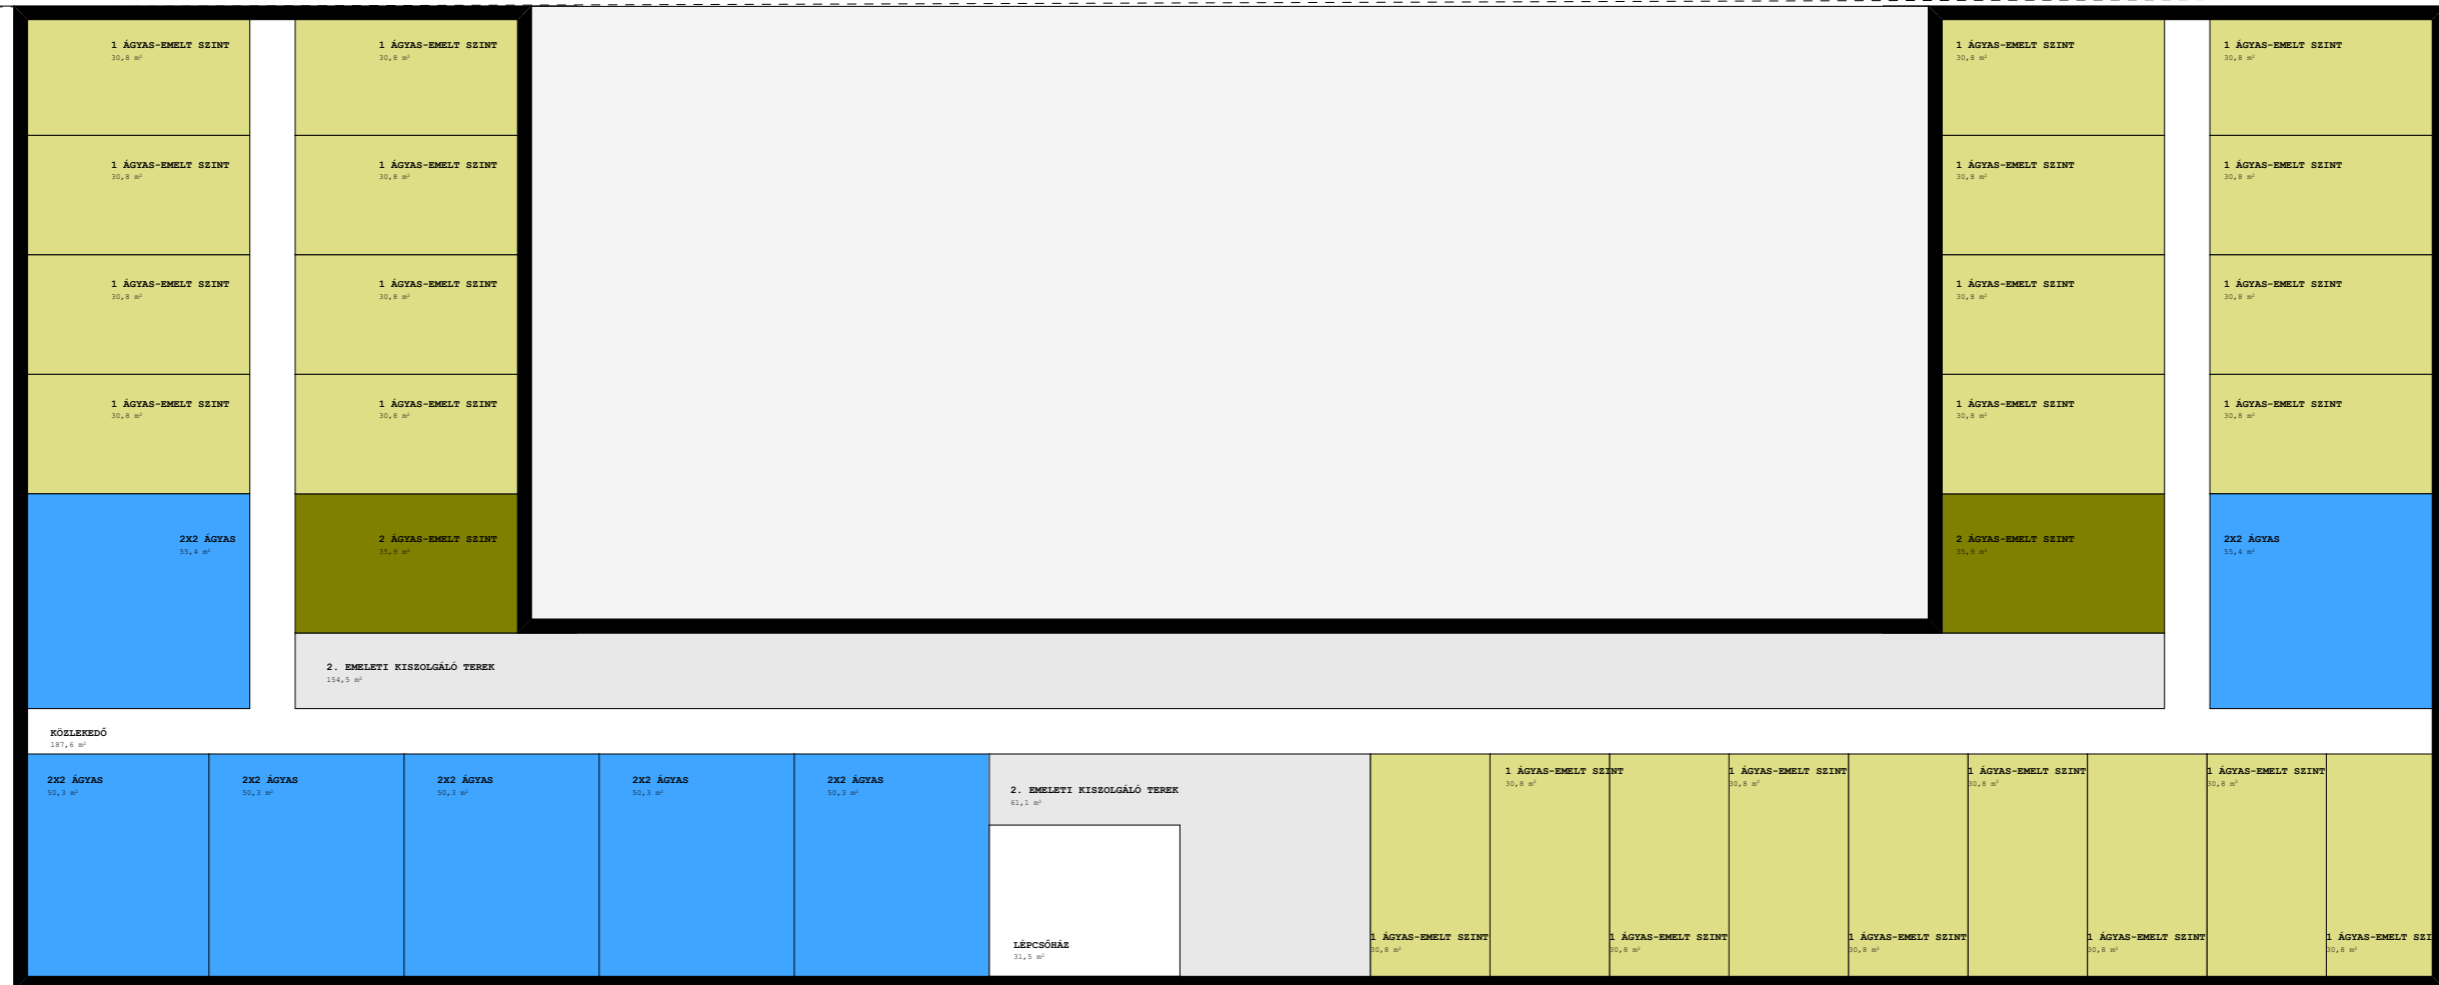 1 ÁGYAS-EMELT SZINT
30,8 m²
1 ÁGYAS-EMELT SZINT
30,8 m²
1 ÁGYAS-EMELT SZINT
30,8 m²
1 ÁGYAS-EMELT SZINT
30,8 m²
1 ÁGYAS-EMELT SZINT
30,8 m²
1 ÁGYAS-EMELT SZINT
30,8 m²
1 ÁGYAS-EMELT SZINT
30,8 m²
1 ÁGYAS-EMELT SZINT
30,8 m²
1 ÁGYAS-EMELT SZINT
30,8 m²
1 ÁGYAS-EMELT SZINT
30,8 m²
1 ÁGYAS-EMELT SZINT
30,8 m²
1 ÁGYAS-EMELT SZINT
30,8 m²
1 ÁGYAS-EMELT SZINT
30,8 m²
1 ÁGYAS-EMELT SZINT
30,8 m²
1 ÁGYAS-EMELT SZINT
30,8 m²
1 ÁGYAS-EMELT SZINT
30,8 m²
2X2 ÁGYAS
55,4 m²
2 ÁGYAS-EMELT SZINT
35,9 m²
2 ÁGYAS-EMELT SZINT
35,9 m²
2X2 ÁGYAS
55,4 m²
2. EMELETI KISZOLGÁLÓ TEREK
154,5 m²
KÖZLEKEDŐ
187,6 m²
2X2 ÁGYAS
50,3 m²
2X2 ÁGYAS
50,3 m²
2X2 ÁGYAS
50,3 m²
2X2 ÁGYAS
50,3 m²
2X2 ÁGYAS
50,3 m²
2. EMELETI KISZOLGÁLÓ TEREK
61,1 m²
1 ÁGYAS-EMELT SZINT
30,8 m²
1 ÁGYAS-EMELT SZINT
30,8 m²
1 ÁGYAS-EMELT SZINT
30,8 m²
1 ÁGYAS-EMELT SZINT
30,8 m²
LÉPCSŐHÁZ
31,5 m²
1 ÁGYAS-EMELT SZINT
30,8 m²
1 ÁGYAS-EMELT SZINT
30,8 m²
1 ÁGYAS-EMELT SZINT
30,8 m²
1 ÁGYAS-EMELT SZINT
30,8 m²
1 ÁGYAS-EMELT SZI
30,8 m²